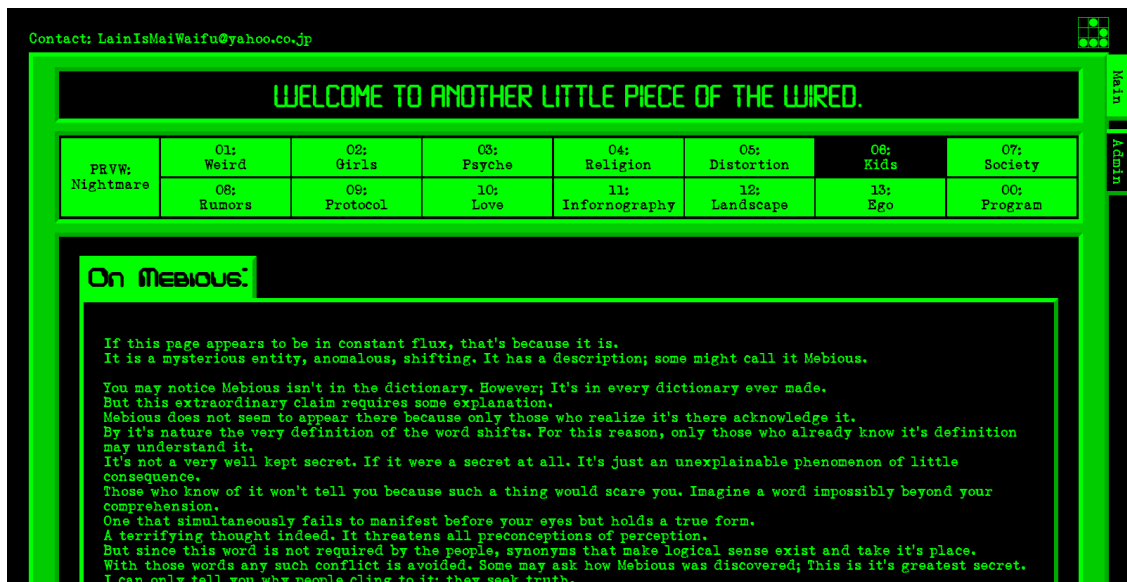 Contact: LainIsMaiWaifu@yahoo.co.jp
Main
Admin
WELCOME TO ANOTHER LITTLE PIECE OF THE WIRED.
PRVW:
Nightmare
01:
Weird
02:
Girls
03:
Psyche
04:
Religion
05:
Distortion
06:
Kids
07:
Society
08:
Rumors
09:
Protocol
10:
Love
11:
Infornography
12:
Landscape
13:
Ego
00:
Program
On Mebious:
If this page appears to be in constant flux, that's because it is.
It is a mysterious entity, anomalous, shifting. It has a description; some might call it Mebious.
You may notice Mebious isn't in the dictionary. However; It's in every dictionary ever made.
But this extraordinary claim requires some explanation.
Mebious does not seem to appear there because only those who realize it's there acknowledge it.
By it's nature the very definition of the word shifts. For this reason, only those who already know it's definition
may understand it.
It's not a very well kept secret. If it were a secret at all. It's just an unexplainable phenomenon of little
consequence.
Those who know of it won't tell you because such a thing would scare you. Imagine a word impossibly beyond your
comprehension.
One that simultaneously fails to manifest before your eyes but holds a true form.
A terrifying thought indeed. It threatens all preconceptions of perception.
But since this word is not required by the people, synonyms that make logical sense exist and take it's place.
With those words any such conflict is avoided. Some may ask how Mebious was discovered; This is it's greatest secret.
I can only tell you why people cling to it: they seek truth.